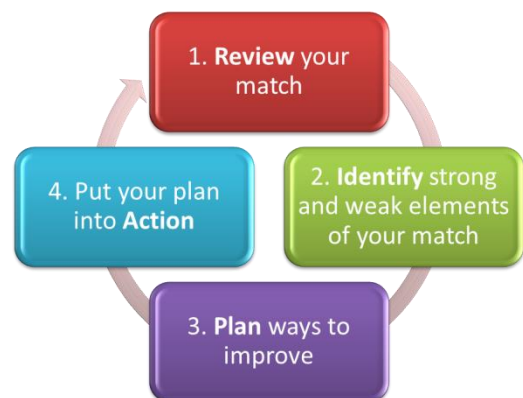 1. Review your
match
2. Identify strong
and weak elements
of your match
3. Plan ways to
improve
4. Put your plan
into Action